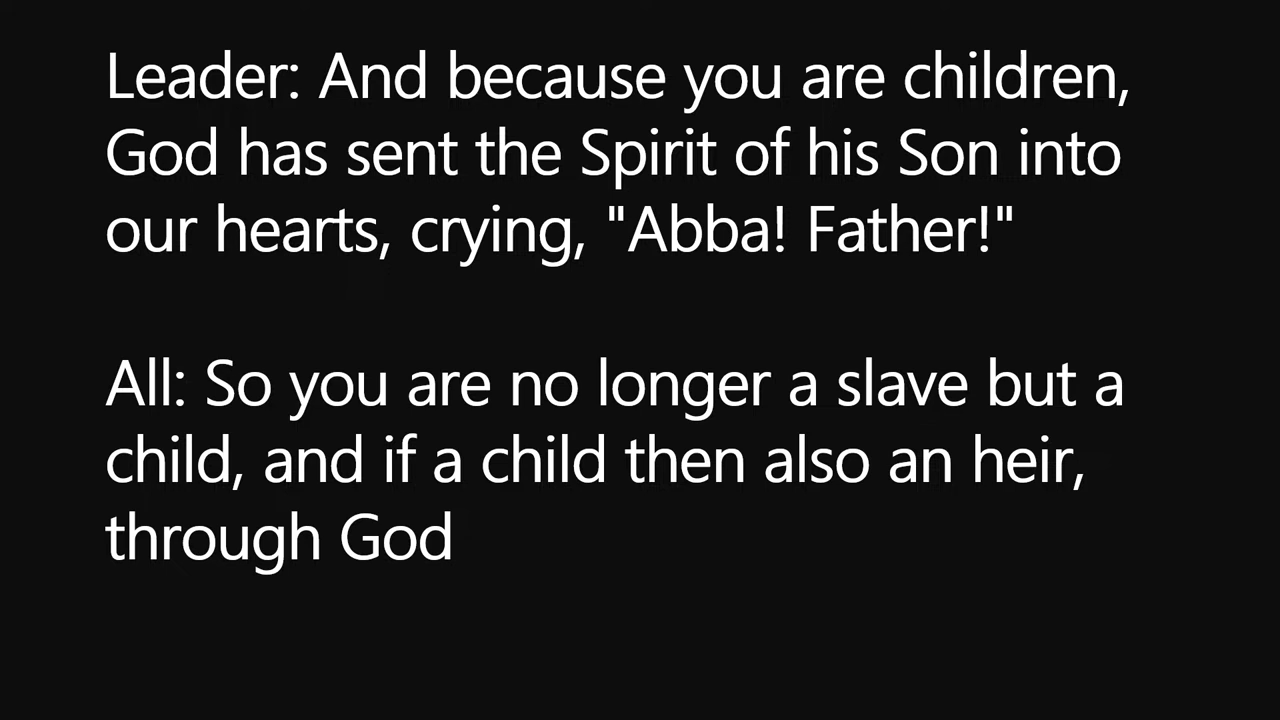 Leader: And because you are children,
God has sent the Spirit of his Son into
our hearts, crying, "Abba! Father!"
All: So you are no longer a slave but a
child, and if a child then also an heir,
through God